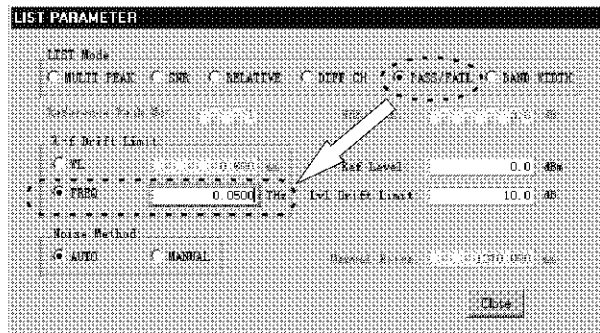 LIST PARAMETER
LIST Mode
MULTI PEAK SNR RELATIVE DIFF CH PASS/FAIL BAND WIDTH
λ-f Drift Limit
WL Ref Level 0.0 dBm
FREQ 0.0500 THz Lvl Drift Limit 10.0 dB
Noise Method
AUTO MANUAL
Close